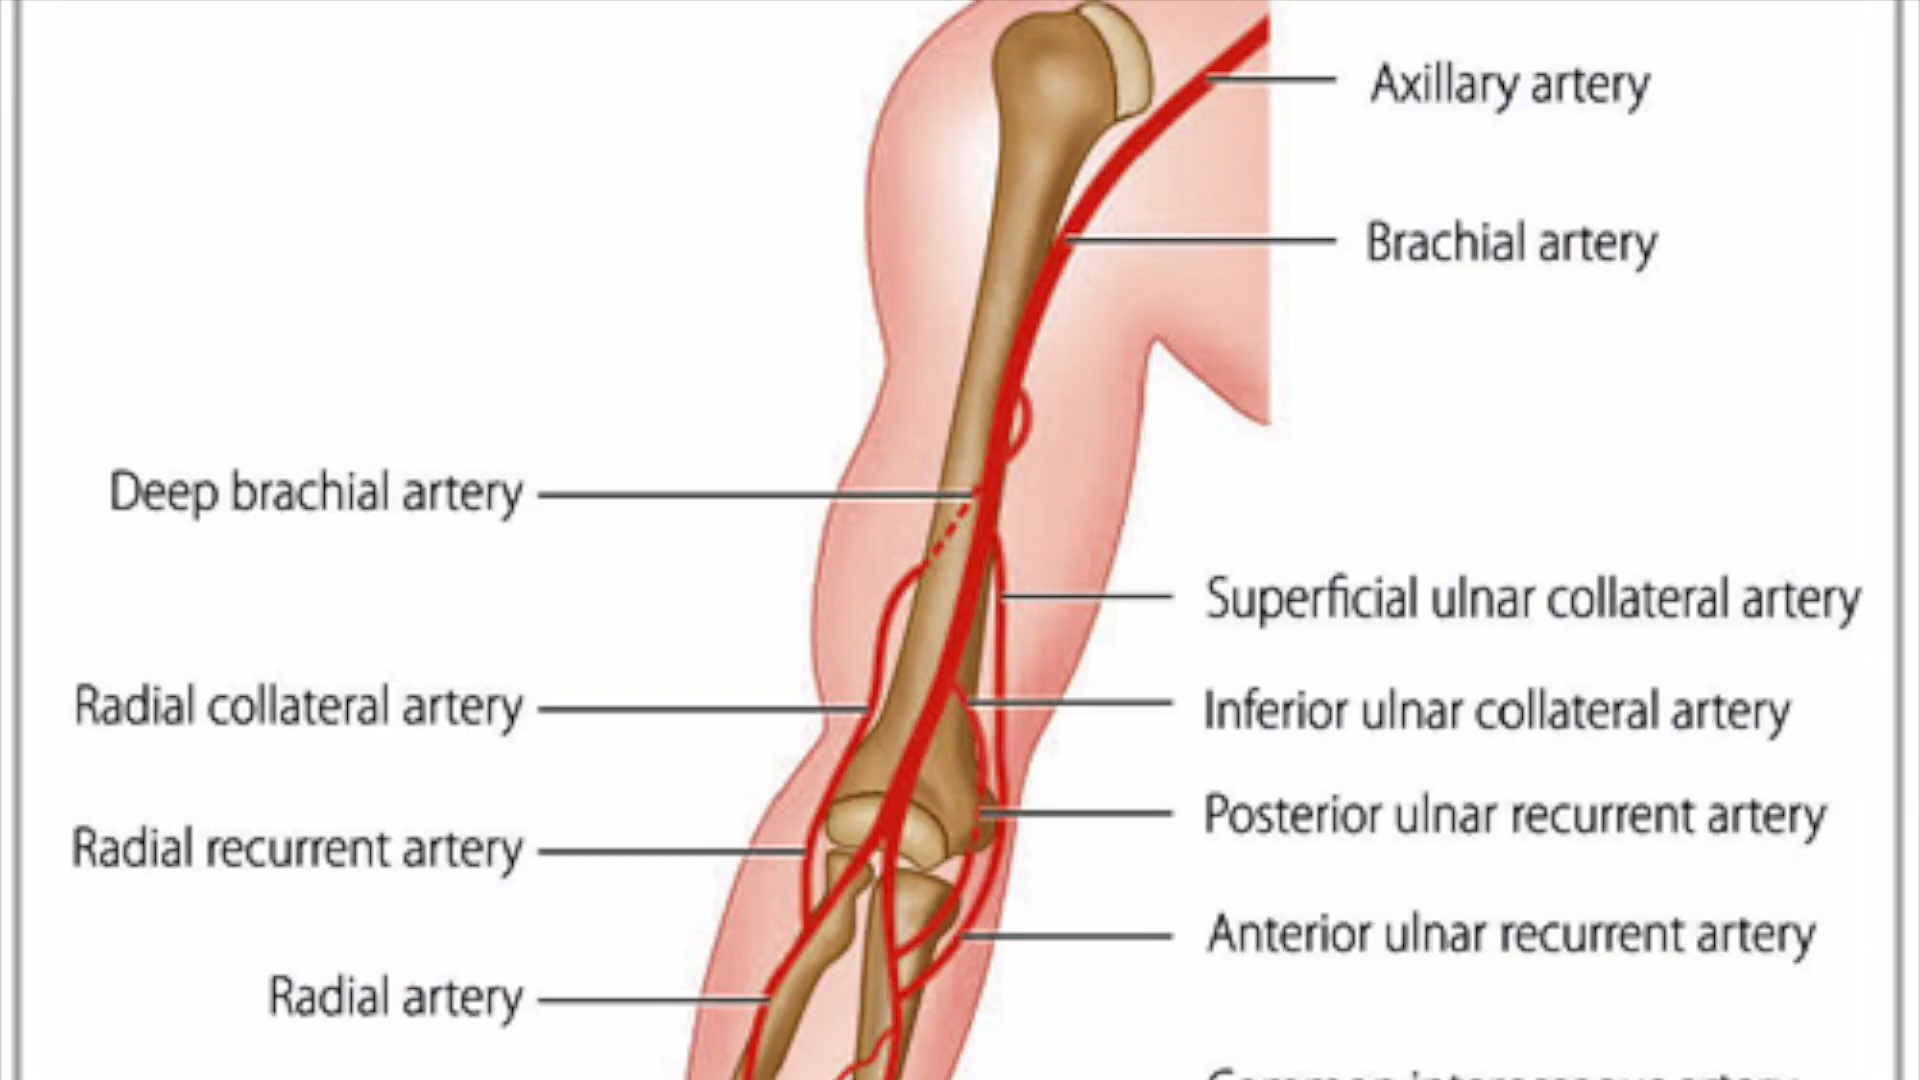 Axillary artery
Brachial artery
Deep brachial artery
Superficial ulnar collateral artery
Radial collateral artery
Inferior ulnar collateral artery
Posterior ulnar recurrent artery
Radial recurrent artery
Anterior ulnar recurrent artery
Radial artery